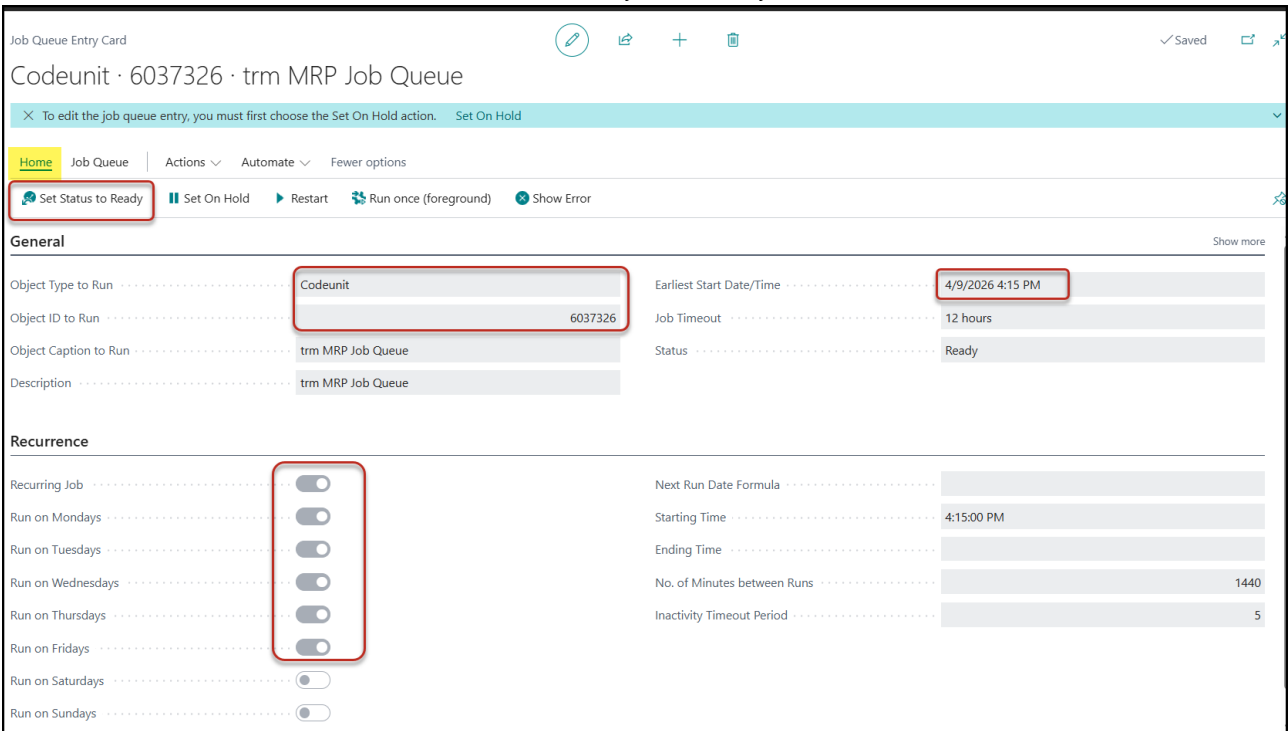 Job Queue Entry Card
Saved
Codeunit · 6037326 · trm MRP Job Queue
To edit the job queue entry, you must first choose the Set On Hold action. Set On Hold
Home Job Queue Actions Automate Fewer options
Set Status to Ready Set On Hold Restart Run once (foreground) Show Error
General Show more
Object Type to Run Codeunit Earliest Start Date/Time 4/9/2026 4:15 PM
Object ID to Run 6037326 Job Timeout 12 hours
Object Caption to Run trm MRP Job Queue Status Ready
Description trm MRP Job Queue
Recurrence
Recurring Job Next Run Date Formula
Run on Mondays Starting Time 4:15:00 PM
Run on Tuesdays Ending Time
Run on Wednesdays No. of Minutes between Runs 1440
Run on Thursdays Inactivity Timeout Period 5
Run on Fridays
Run on Saturdays
Run on Sundays